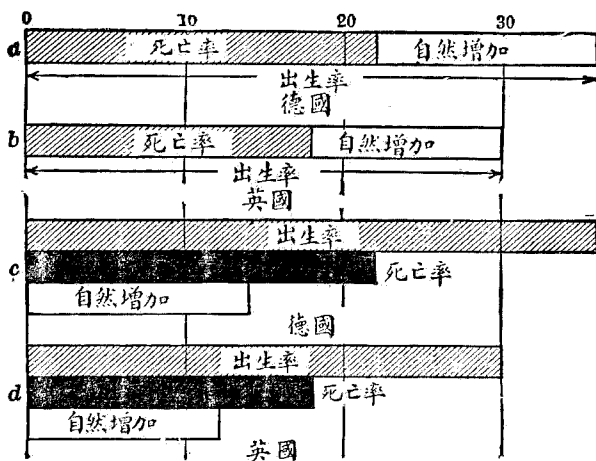 0 10 20 30
a 死亡率 自然增加
出生率
德國
b 死亡率 自然增加
出生率
英國
出生率
c 死亡率
自然增加
德國
出生率
d 死亡率
自然增加
英國